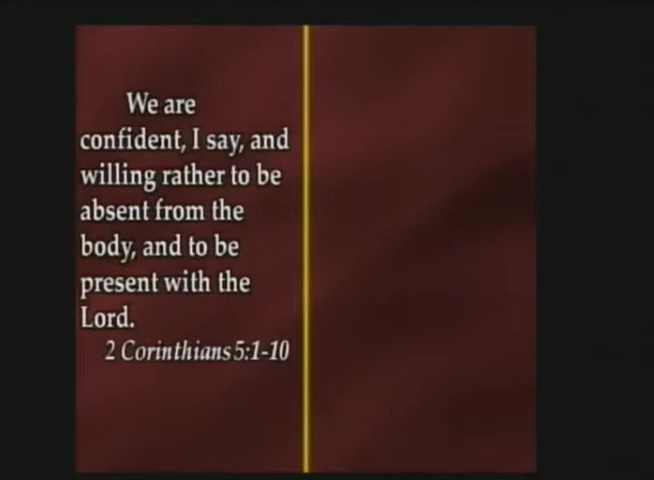 We are
confident, I say, and
willing rather to be
absent from the
body, and to be
present with the
Lord.
2 Corinthians 5:1-10